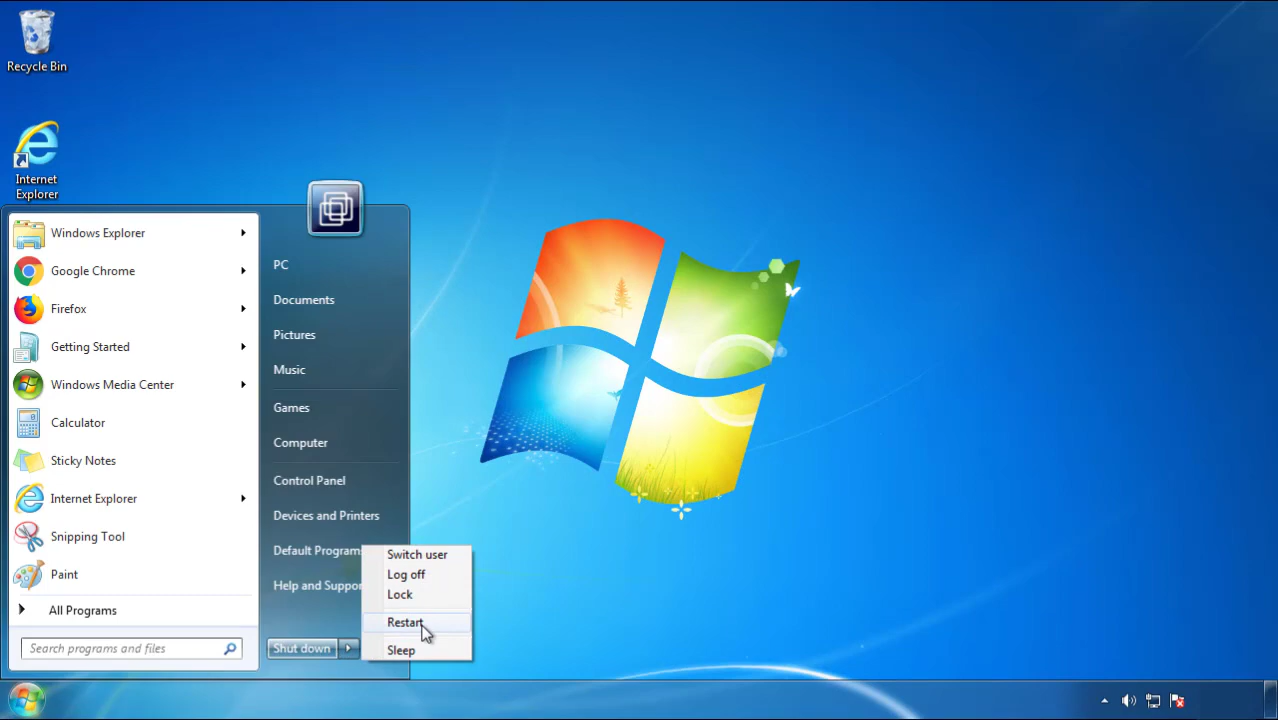 Recycle Bin
Internet
Explorer
Windows Explorer
Google Chrome
Firefox
Getting Started
Windows Media Center
Calculator
Sticky Notes
Internet Explorer
Snipping Tool
Paint
All Programs
Search programs and files
PC
Documents
Pictures
Music
Games
Computer
Control Panel
Devices and Printers
Default Program
Help and Suppor
Shut down
Switch user
Log off
Lock
Restart
Sleep